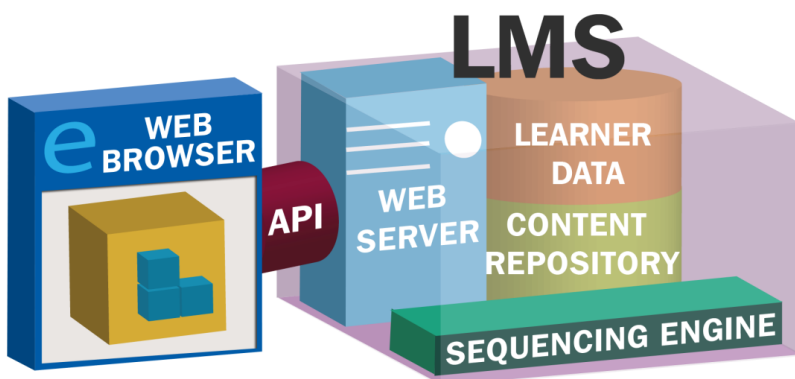 LMS
e WEB
BROWSER
API
WEB
SERVER
LEARNER
DATA
CONTENT
REPOSITORY
SEQUENCING ENGINE